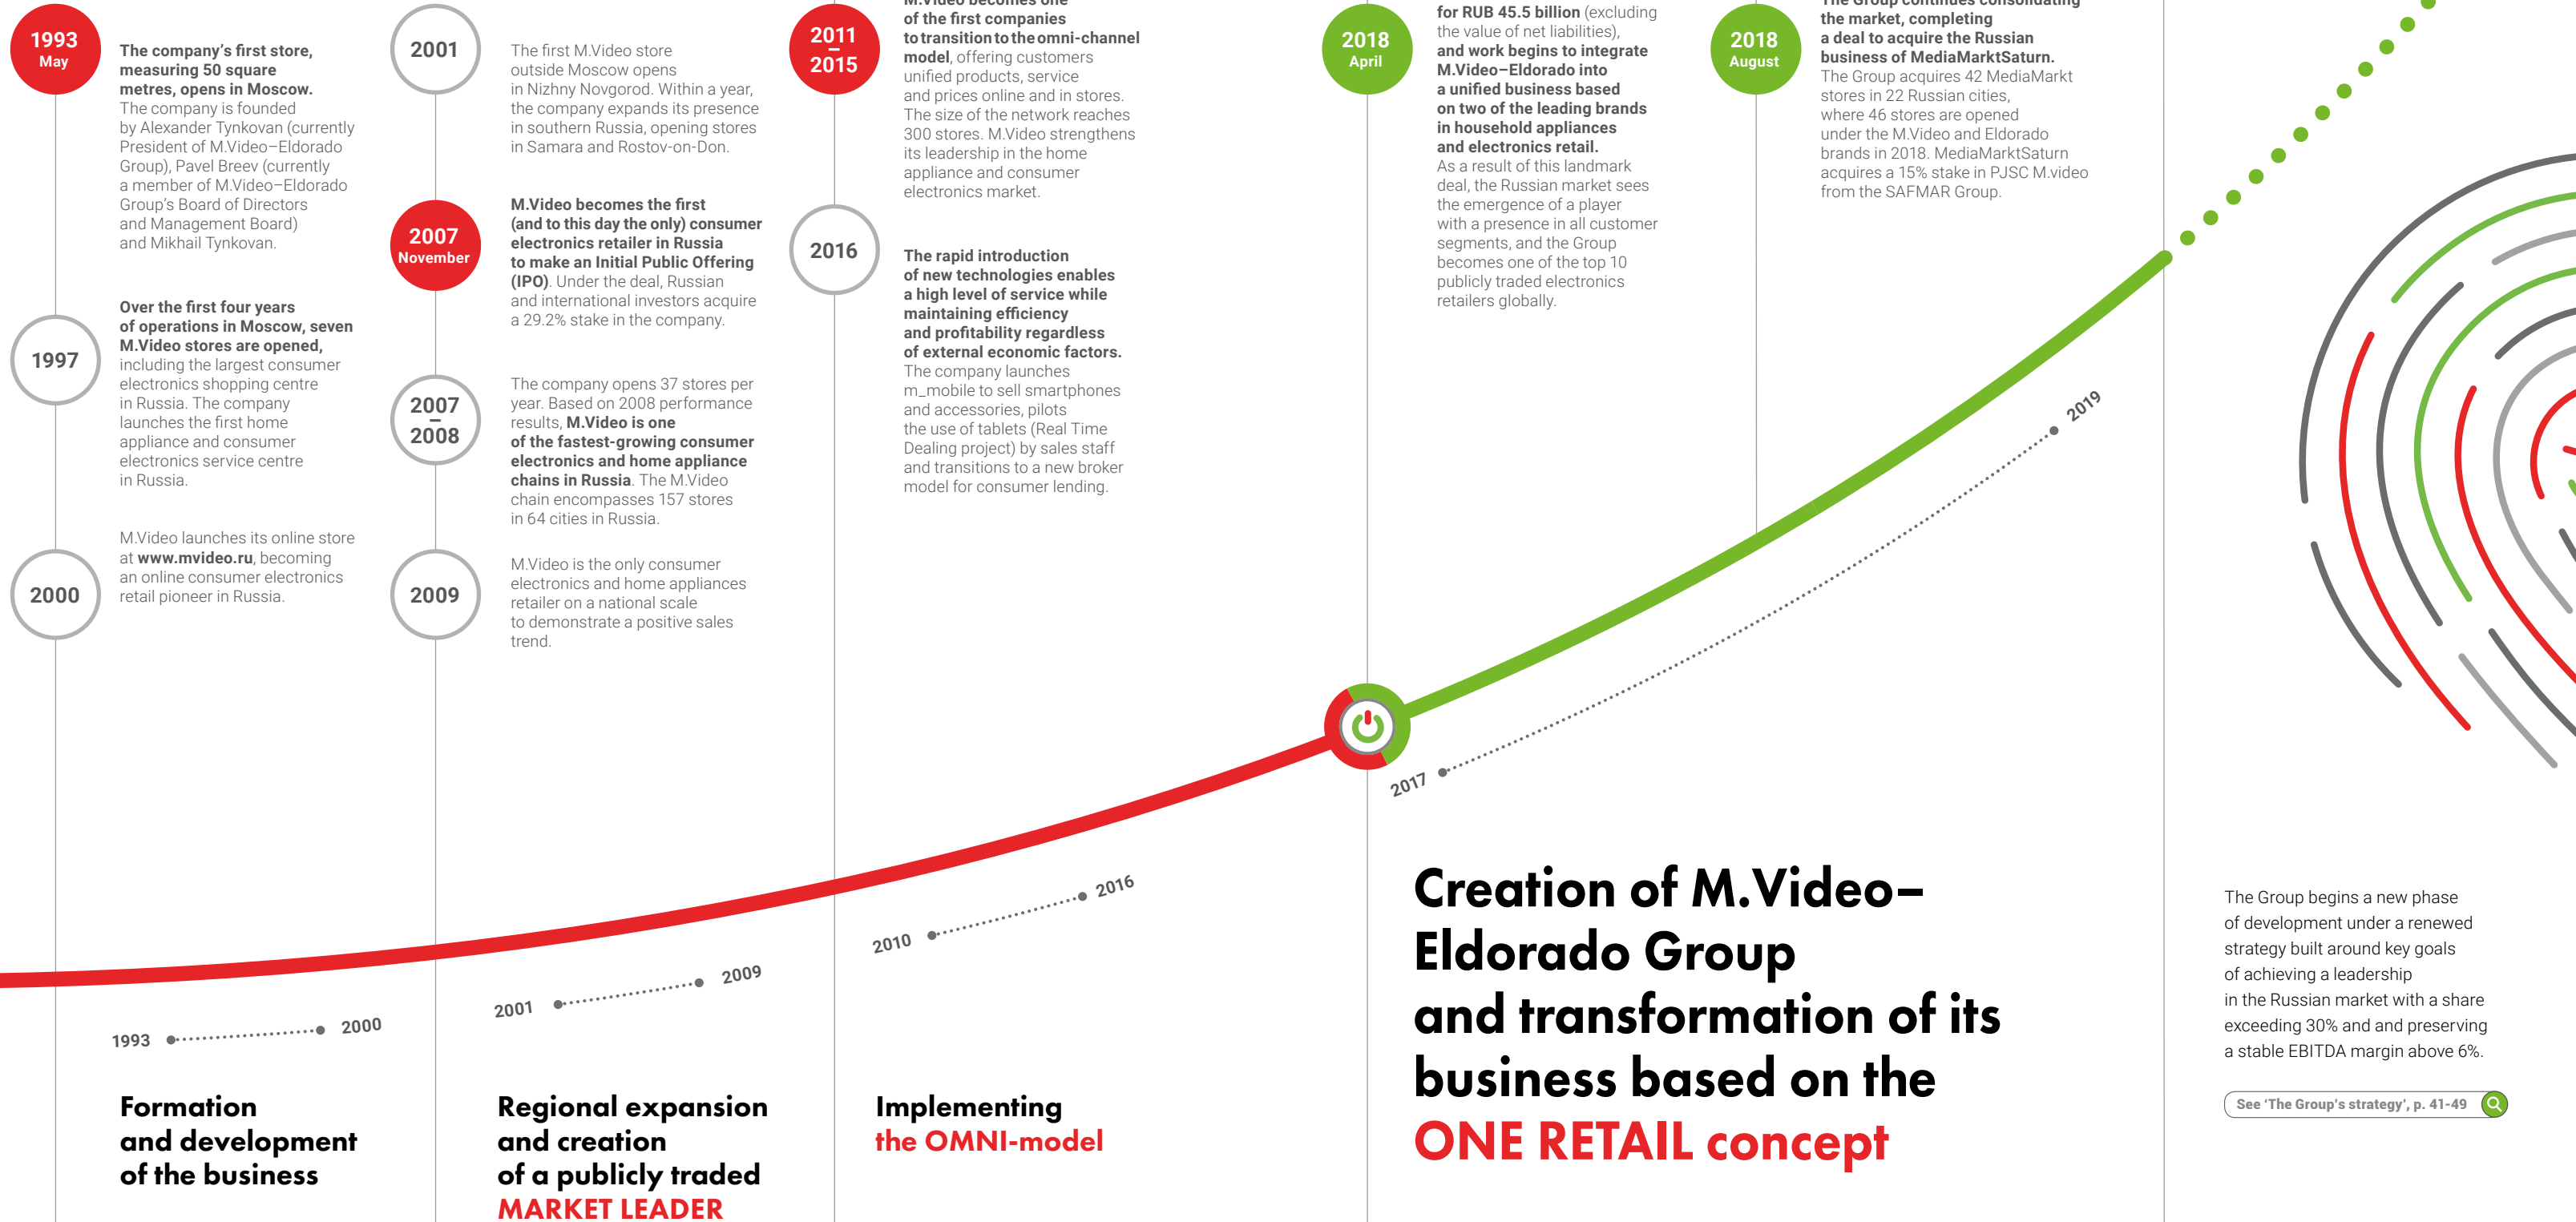 1993
May
The company's first store,
measuring 50 square
metres, opens in Moscow.
The company is founded
by Alexander Tynkovan (currently
President of M.Video–Eldorado
Group), Pavel Breev (currently
a member of M.Video–Eldorado
Group's Board of Directors
and Management Board)
and Mikhail Tynkovan.
1997
Over the first four years
of operations in Moscow, seven
M.Video stores are opened,
including the largest consumer
electronics shopping centre
in Russia. The company
launches the first home
appliance and consumer
electronics service centre
in Russia.
2000
M.Video launches its online store
at www.mvideo.ru, becoming
an online consumer electronics
retail pioneer in Russia.
2001
The first M.Video store
outside Moscow opens
in Nizhny Novgorod. Within a year,
the company expands its presence
in southern Russia, opening stores
in Samara and Rostov-on-Don.
2007
November
M.Video becomes the first
(and to this day the only) consumer
electronics retailer in Russia
to make an Initial Public Offering
(IPO). Under the deal, Russian
and international investors acquire
a 29.2% stake in the company.
2007
–
2008
The company opens 37 stores per
year. Based on 2008 performance
results, M.Video is one
of the fastest-growing consumer
electronics and home appliance
chains in Russia. The M.Video
chain encompasses 157 stores
in 64 cities in Russia.
2009
M.Video is the only consumer
electronics and home appliances
retailer on a national scale
to demonstrate a positive sales
trend.
2011
–
2015
M.Video becomes one
of the first companies
to transition to the omni-channel
model, offering customers
unified products, service
and prices online and in stores.
The size of the network reaches
300 stores. M.Video strengthens
its leadership in the home
appliance and consumer
electronics market.
2016
The rapid introduction
of new technologies enables
a high level of service while
maintaining efficiency
and profitability regardless
of external economic factors.
The company launches
m_mobile to sell smartphones
and accessories, pilots
the use of tablets (Real Time
Dealing project) by sales staff
and transitions to a new broker
model for consumer lending.
2018
April
for RUB 45.5 billion (excluding
the value of net liabilities),
and work begins to integrate
M.Video–Eldorado into
a unified business based
on two of the leading brands
in household appliances
and electronics retail.
As a result of this landmark
deal, the Russian market sees
the emergence of a player
with a presence in all customer
segments, and the Group
becomes one of the top 10
publicly traded electronics
retailers globally.
2018
August
The Group continues consolidating
the market, completing
a deal to acquire the Russian
business of MediaMarktSaturn.
The Group acquires 42 MediaMarkt
stores in 22 Russian cities,
where 46 stores are opened
under the M.Video and Eldorado
brands in 2018. MediaMarktSaturn
acquires a 15% stake in PJSC M.video
from the SAFMAR Group.
1993
2000
2001
2009
2010
2016
2017
2019
Formation
and development
of the business
Regional expansion
and creation
of a publicly traded
MARKET LEADER
Implementing
the OMNI-model
Creation of M.Video–
Eldorado Group
and transformation of its
business based on the
ONE RETAIL concept
The Group begins a new phase
of development under a renewed
strategy built around key goals
of achieving a leadership
in the Russian market with a share
exceeding 30% and and preserving
a stable EBITDA margin above 6%.
See 'The Group's strategy', p. 41-49